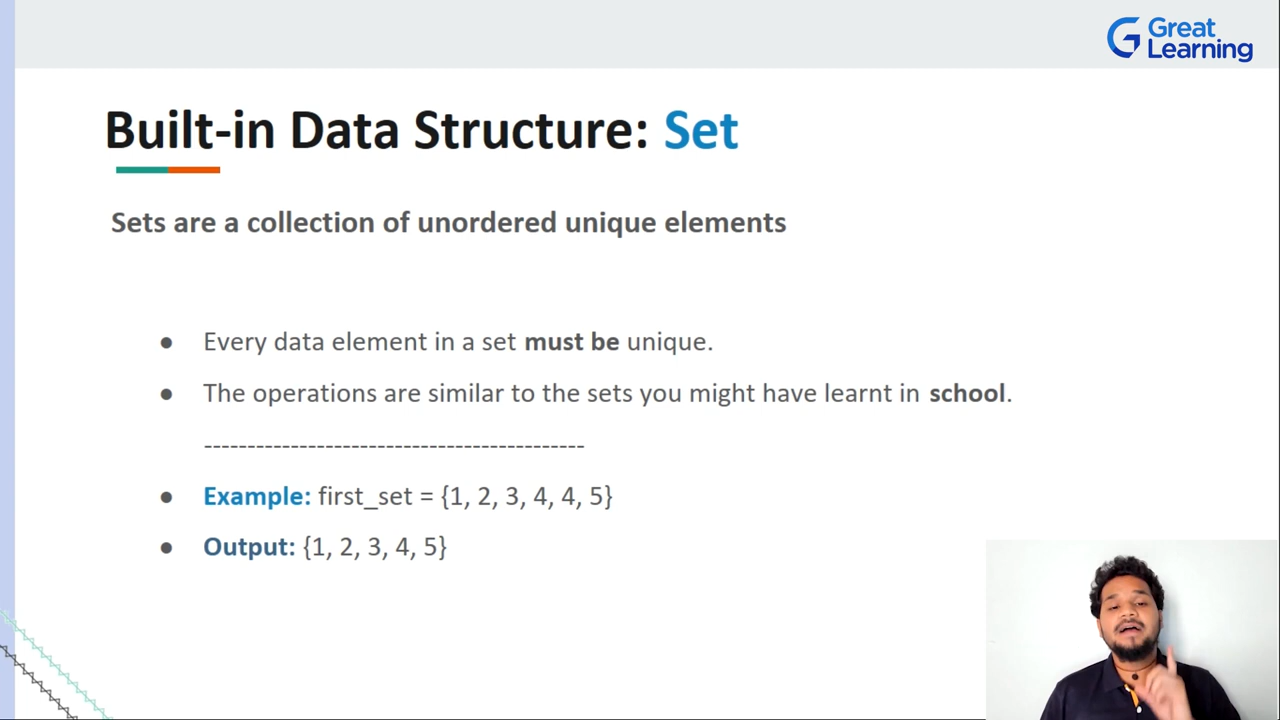 Great
Learning
Built-in Data Structure: Set
Sets are a collection of unordered unique elements
● Every data element in a set must be unique.
● The operations are similar to the sets you might have learnt in school.
--------------------------------------------
● Example: first_set = {1, 2, 3, 4, 4, 5}
● Output: {1, 2, 3, 4, 5}